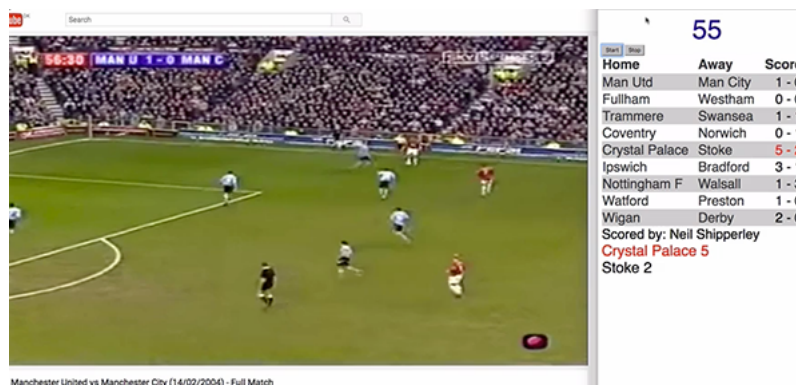 Search
56:30 MAN U 1-0 MAN C
Manchester United vs Manchester City (14/02/2004) - Full Match
55
Start Stop
Home Away Score
Man Utd Man City 1 -
Fullham Westham 0 -
Trammere Swansea 1 -
Coventry Norwich 0 -
Crystal Palace Stoke 5 -
Ipswich Bradford 3 -
Nottingham F Walsall 1 -
Watford Preston 1 -
Wigan Derby 2 -
Scored by: Neil Shipperley
Crystal Palace 5
Stoke 2